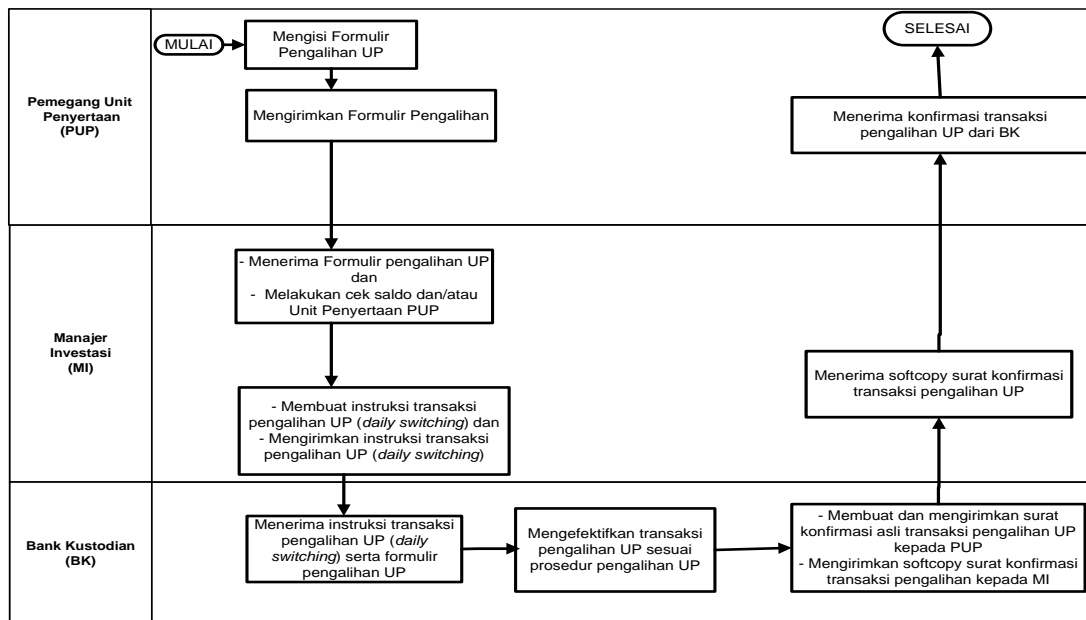 Pemegang Unit
Penyertaan
(PUP)
MULAI
Mengisi Formulir
Pengalihan UP
Mengirimkan Formulir Pengalihan
SELESAI
Menerima konfirmasi transaksi
pengalihan UP dari BK
Manajer
Investasi
(MI)
- Menerima Formulir pengalihan UP
dan
- Melakukan cek saldo dan/atau
Unit Penyertaan PUP
- Membuat instruksi transaksi
pengalihan UP (daily switching) dan
- Mengirimkan instruksi transaksi
pengalihan UP (daily switching)
Menerima softcopy surat konfirmasi
transaksi pengalihan UP
Bank Kustodian
(BK)
Menerima instruksi transaksi
pengalihan UP (daily
switching) serta formulir
pengalihan UP
Mengefektifkan transaksi
pengalihan UP sesuai
prosedur pengalihan UP
- Membuat dan mengirimkan surat
konfirmasi asli transaksi pengalihan UP
kepada PUP
- Mengirimkan softcopy surat konfirmasi
transaksi pengalihan kepada MI